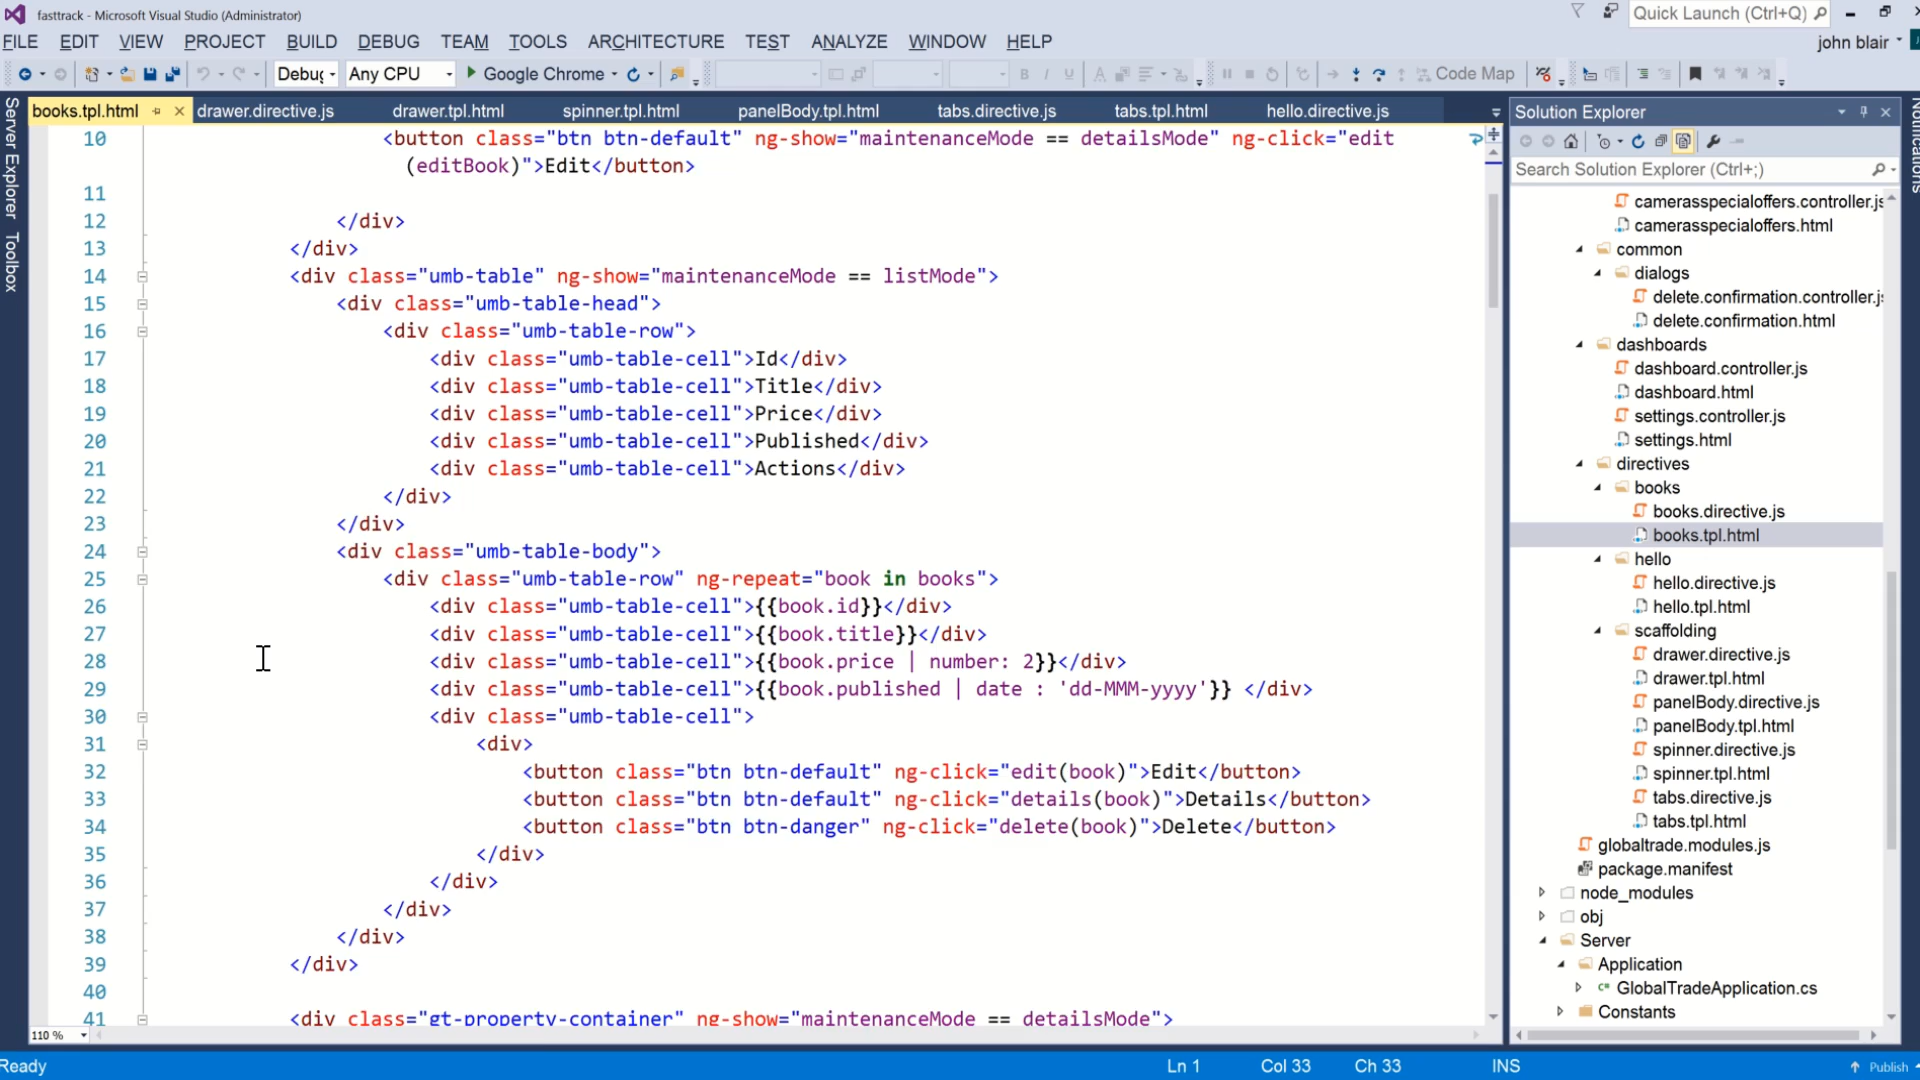 fasttrack - Microsoft Visual Studio (Administrator)
Quick Launch (Ctrl+Q)
FILE EDIT VIEW PROJECT BUILD DEBUG TEAM TOOLS ARCHITECTURE TEST ANALYZE WINDOW HELP
john blair
Debug Any CPU Google Chrome Code Map
Server Explorer
Toolbox
books.tpl.html drawer.directive.js drawer.tpl.html spinner.tpl.html panelBody.tpl.html tabs.directive.js tabs.tpl.html hello.directive.js
10 <button class="btn btn-default" ng-show="maintenanceMode == detailsMode" ng-click="edit
(editBook)">Edit</button>
11
12 </div>
13 </div>
14 <div class="umb-table" ng-show="maintenanceMode == listMode">
15 <div class="umb-table-head">
16 <div class="umb-table-row">
17 <div class="umb-table-cell">Id</div>
18 <div class="umb-table-cell">Title</div>
19 <div class="umb-table-cell">Price</div>
20 <div class="umb-table-cell">Published</div>
21 <div class="umb-table-cell">Actions</div>
22 </div>
23 </div>
24 <div class="umb-table-body">
25 <div class="umb-table-row" ng-repeat="book in books">
26 <div class="umb-table-cell">{{book.id}}</div>
27 <div class="umb-table-cell">{{book.title}}</div>
28 <div class="umb-table-cell">{{book.price | number: 2}}</div>
29 <div class="umb-table-cell">{{book.published | date : 'dd-MMM-yyyy'}} </div>
30 <div class="umb-table-cell">
31 <div>
32 <button class="btn btn-default" ng-click="edit(book)">Edit</button>
33 <button class="btn btn-default" ng-click="details(book)">Details</button>
34 <button class="btn btn-danger" ng-click="delete(book)">Delete</button>
35 </div>
36 </div>
37 </div>
38 </div>
39 </div>
40
41 <div class="gt-property-container" ng-show="maintenanceMode == detailsMode">
110 %
Solution Explorer
Search Solution Explorer (Ctrl+;)
camerasspecialoffers.controller.js
camerasspecialoffers.html
common
dialogs
delete.confirmation.controller.js
delete.confirmation.html
dashboards
dashboard.controller.js
dashboard.html
settings.controller.js
settings.html
directives
books
books.directive.js
books.tpl.html
hello
hello.directive.js
hello.tpl.html
scaffolding
drawer.directive.js
drawer.tpl.html
panelBody.directive.js
panelBody.tpl.html
spinner.directive.js
spinner.tpl.html
tabs.directive.js
tabs.tpl.html
globaltrade.modules.js
package.manifest
node_modules
obj
Server
Application
GlobalTradeApplication.cs
Constants
Notifications
Ready Ln 1 Col 33 Ch 33 INS Publish